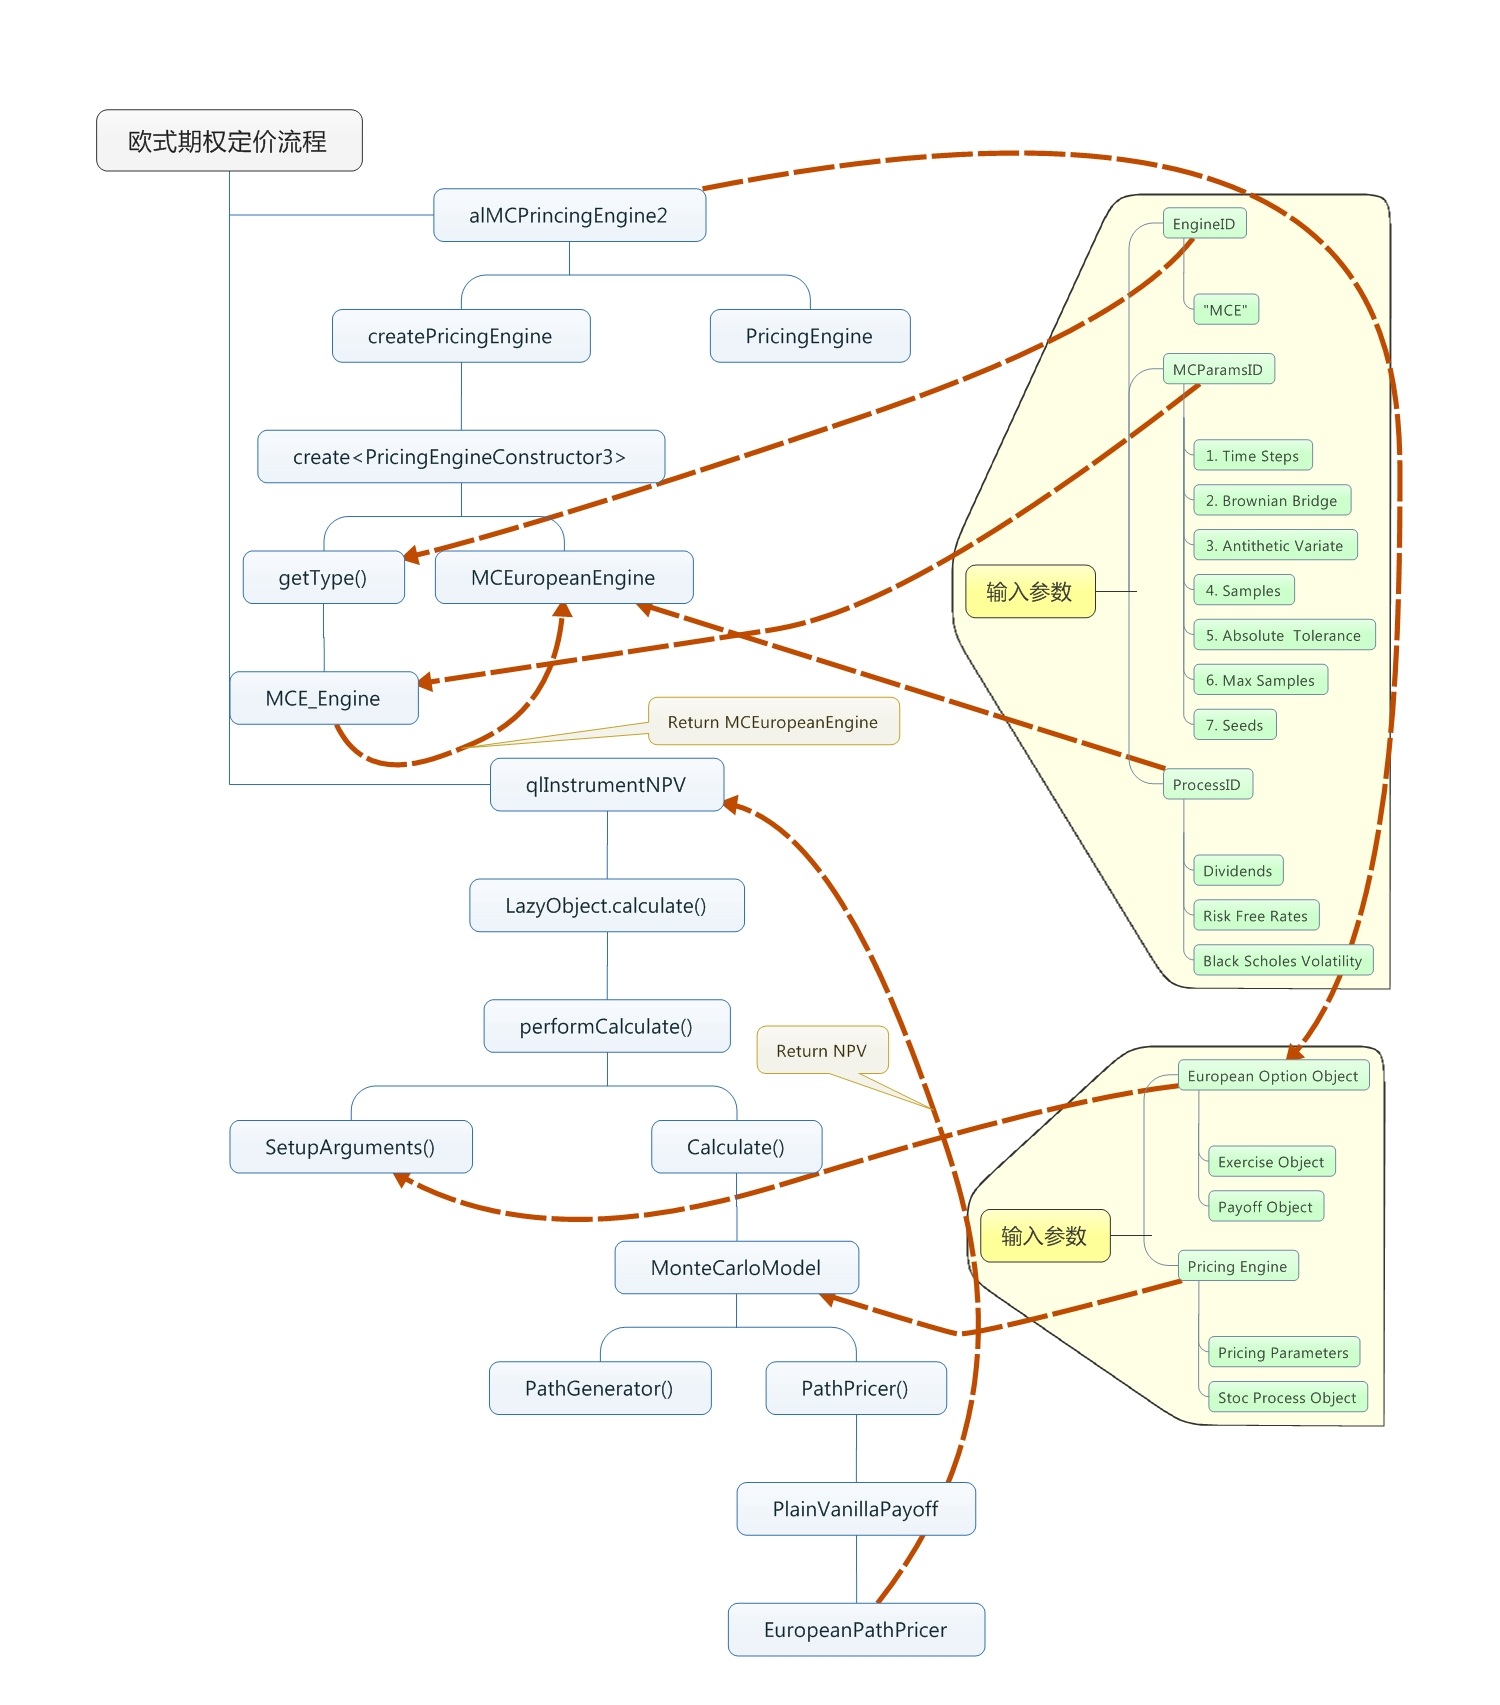 欧式期权定价流程
alMCPrincingEngine2
createPricingEngine
PricingEngine
create<PricingEngineConstructor3>
getType()
MCEuropeanEngine
MCE_Engine
Return MCEuropeanEngine
qlInstrumentNPV
LazyObject.calculate()
performCalculate()
Return NPV
SetupArguments()
Calculate()
MonteCarloModel
PathGenerator()
PathPricer()
PlainVanillaPayoff
EuropeanPathPricer
输入参数
EngineID
"MCE"
MCParamsID
1. Time Steps
2. Brownian Bridge
3. Antithetic Variate
4. Samples
5. Absolute  Tolerance
6. Max Samples
7. Seeds
ProcessID
Dividends
Risk Free Rates
Black Scholes Volatility
输入参数
European Option Object
Exercise Object
Payoff Object
Pricing Engine
Pricing Parameters
Stoc Process Object